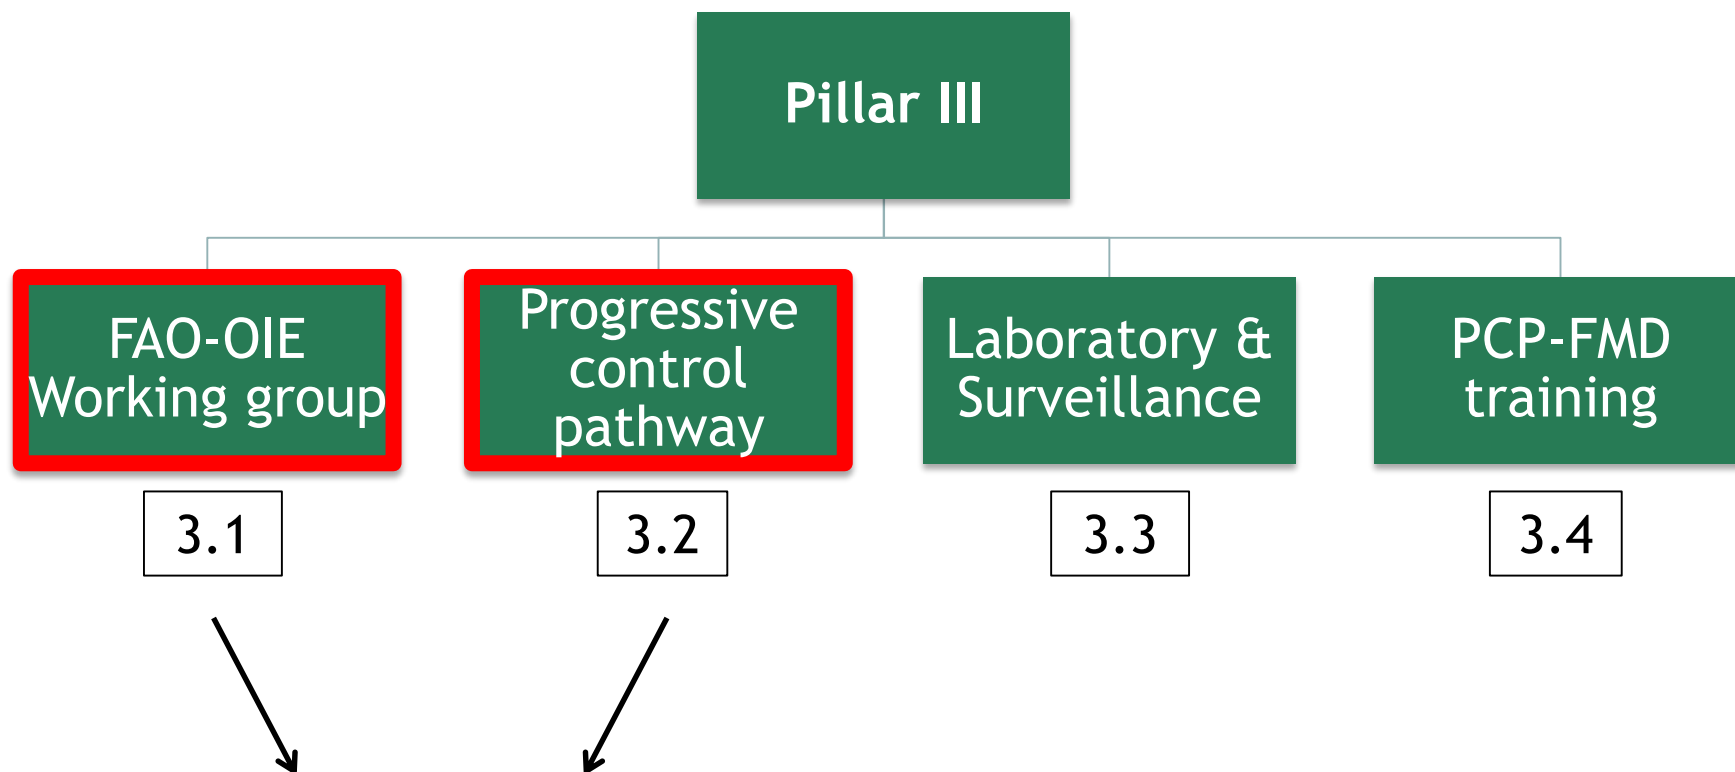 Pillar III
FAO-OIE
Working group
Progressive
control
pathway
Laboratory &
Surveillance
PCP-FMD
training
3.1
3.2
3.3
3.4